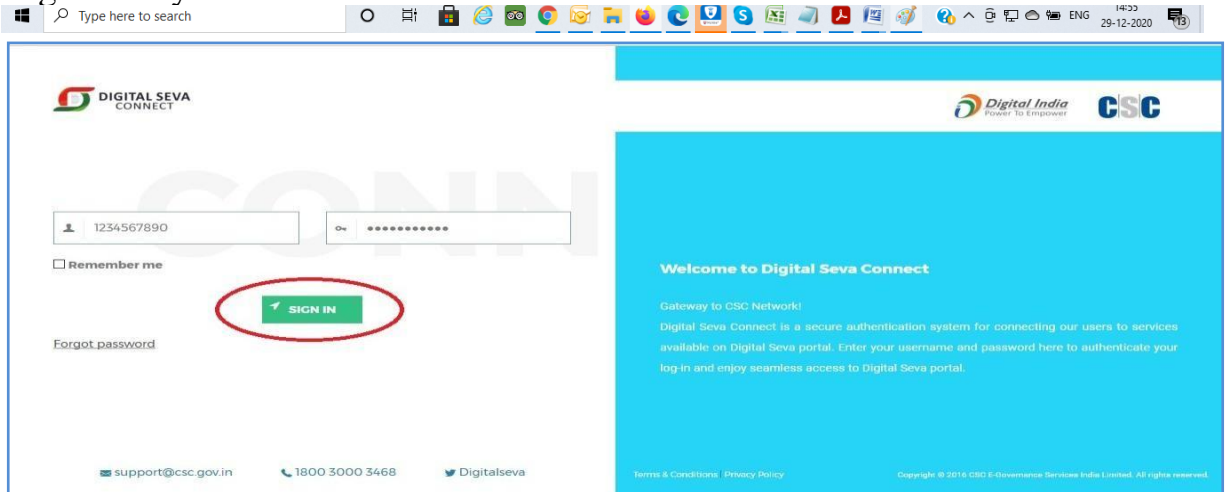 Type here to search
ENG
14:55
29-12-2020
13
DIGITAL SEVA
CONNECT
Digital India
Power To Empower
CSC
CONN
1234567890
•••••••••••
Remember me
SIGN IN
Forgot password
Welcome to Digital Seva Connect
Gateway to CSC Network!
Digital Seva Connect is a secure authentication system for connecting our users to services
available on Digital Seva portal. Enter your username and password here to authenticate your
log-in and enjoy seamless access to Digital Seva portal.
support@csc.gov.in 1800 3000 3468 Digitalseva
Terms & Conditions Privacy Policy
Copyright © 2016 CSC E-Governance Services India Limited. All rights reserved.